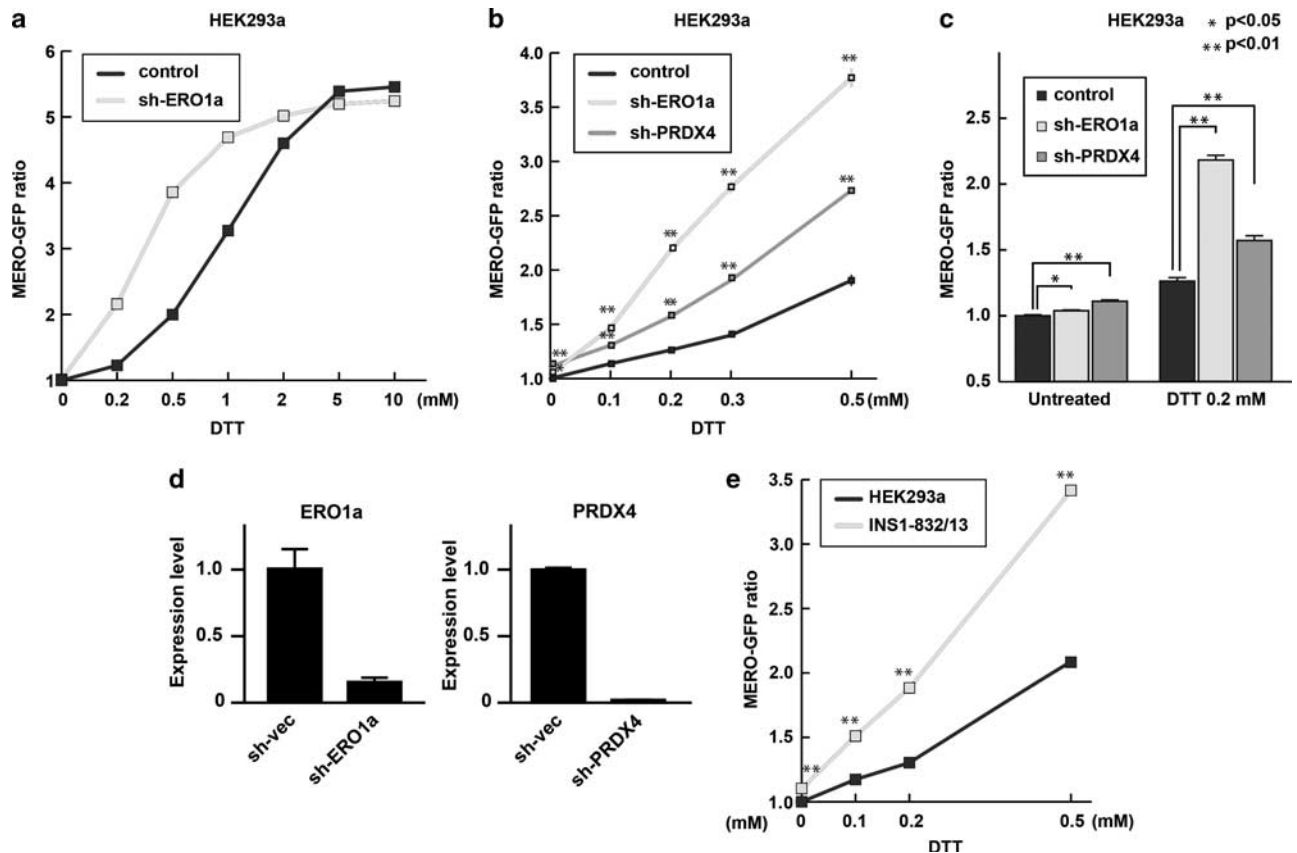 a
HEK293a
control
sh-ERO1a
MERO-GFP ratio
6
5
4
3
2
1
0 0.2 0.5 1 2 5 10 (mM)
DTT
b
HEK293a
control
sh-ERO1a
sh-PRDX4
MERO-GFP ratio
4.0
3.5
3.0
2.5
2.0
1.5
1.0
** ** ** ** **
** ** ** **
*
0 0.1 0.2 0.3 0.5 (mM)
DTT
c
HEK293a
* p<0.05
** p<0.01
control
sh-ERO1a
sh-PRDX4
MERO-GFP ratio
2.5
2.0
1.5
1.0
0.5
**
*
**
**
Untreated DTT 0.2 mM
d
ERO1a
Expression level
1.0
0.5
0
sh-vec
sh-ERO1a
PRDX4
Expression level
1.0
0.5
0
sh-vec
sh-PRDX4
e
HEK293a
INS1-832/13
MERO-GFP ratio
3.5
3.0
2.5
2.0
1.5
1.0
** ** ** **
(mM) 0 0.1 0.2 0.5 (mM)
DTT